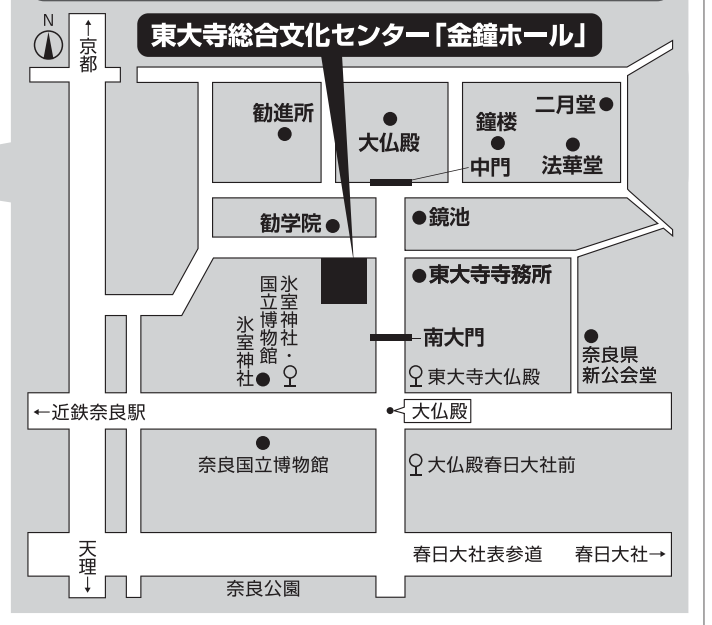 N
↑京都
東大寺総合文化センター「金鐘ホール」
勧進所
大仏殿
鐘楼
二月堂
法華堂
中門
勧学院
鏡池
東大寺寺務所
氷室神社・
国立博物館
氷室神社
南大門
東大寺大仏殿
奈良県
新公会堂
←近鉄奈良駅
大仏殿
奈良国立博物館
大仏殿春日大社前
天理↓
春日大社表参道
春日大社→
奈良公園